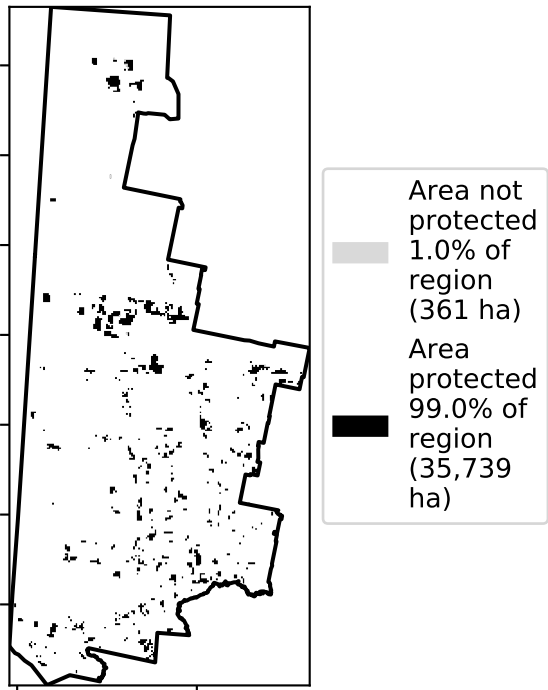 Area not
protected
1.0% of
region
(361 ha)
Area
protected
99.0% of
region
(35,739
ha)